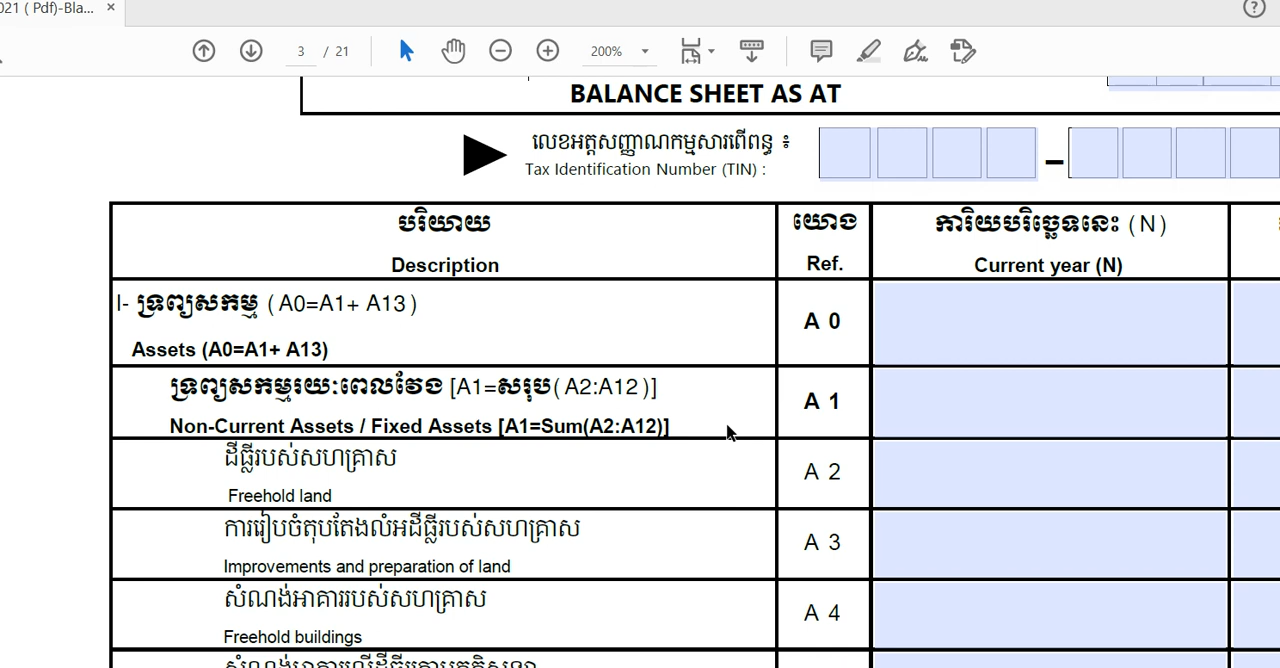 021 ( Pdf)-Bla... ×
3 / 21
200%
BALANCE SHEET AS AT
លេខអត្តសញ្ញាណកម្មសារពើពន្ធ ៖
Tax Identification Number (TIN) :
បរិយាយ
Description
យោង
Ref.
ការិយបរិច្ឆេទនេះ (N)
Current year (N)
I- ទ្រព្យសកម្ម ( A0=A1+ A13 )
Assets (A0=A1+ A13)
A 0
ទ្រព្យសកម្មរយៈពេលវែង [A1=សរុប( A2:A12 )]
Non-Current Assets / Fixed Assets [A1=Sum(A2:A12)]
A 1
ដីធ្លីរបស់សហគ្រាស
Freehold land
A 2
ការរៀបចំតុបតែងលំអដីធ្លីរបស់សហគ្រាស
Improvements and preparation of land
A 3
សំណង់អាគាររបស់សហគ្រាស
Freehold buildings
A 4